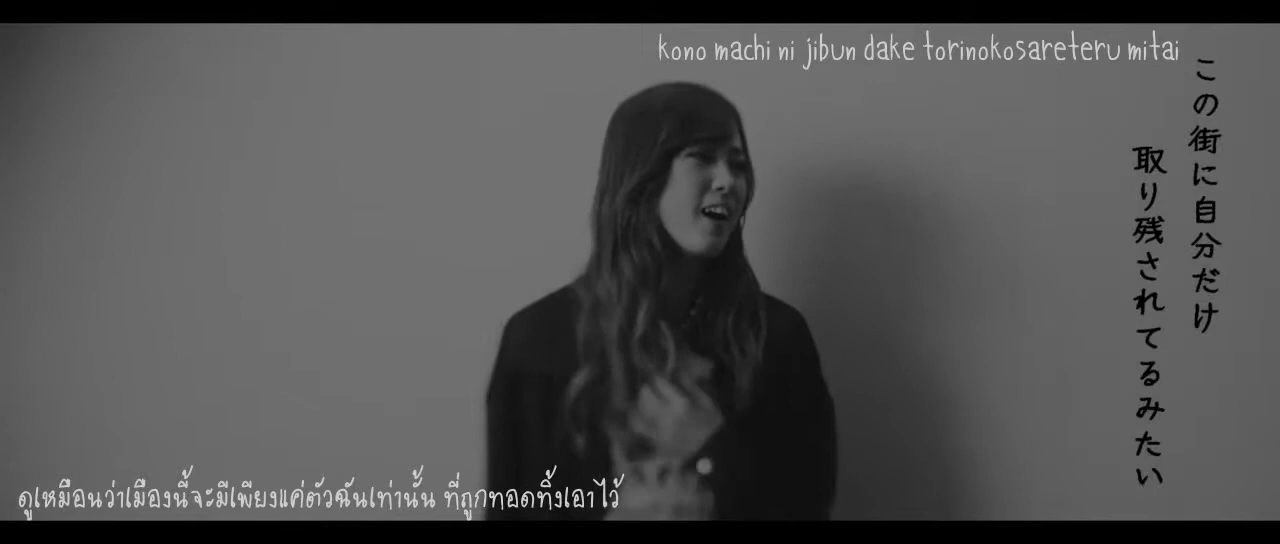 kono machi ni jibun dake torinokosareteru mitai
この街に自分だけ
取り残されてるみたい
ดูเหมือนว่าเมืองนี้จะมีเพียงแค่ตัวฉันเท่านั้น ที่ถูกทอดทิ้งเอาไว้